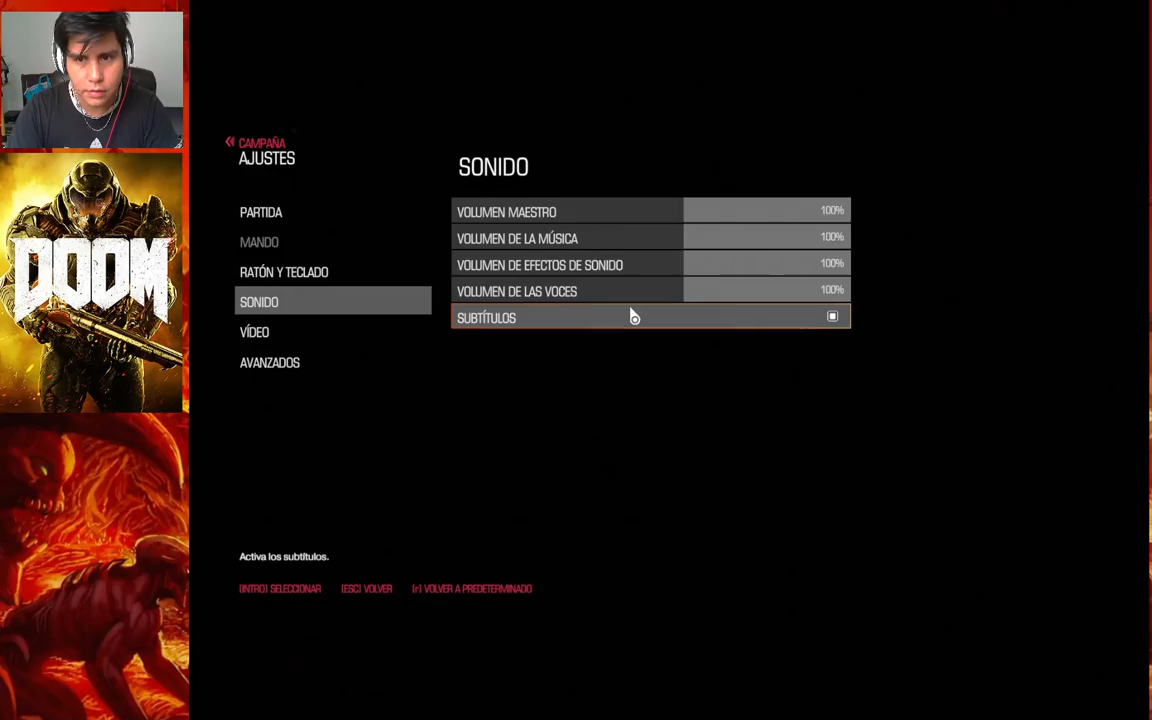 CAMPAÑA
AJUSTES
PARTIDA
MANDO
RATÓN Y TECLADO
SONIDO
VÍDEO
AVANZADOS
SONIDO
VOLUMEN MAESTRO 100%
VOLUMEN DE LA MÚSICA 100%
VOLUMEN DE EFECTOS DE SONIDO 100%
VOLUMEN DE LAS VOCES 100%
SUBTÍTULOS
Activa los subtítulos.
[INTRO] SELECCIONAR [ESC] VOLVER [r] VOLVER A PREDETERMINADO
DOOM